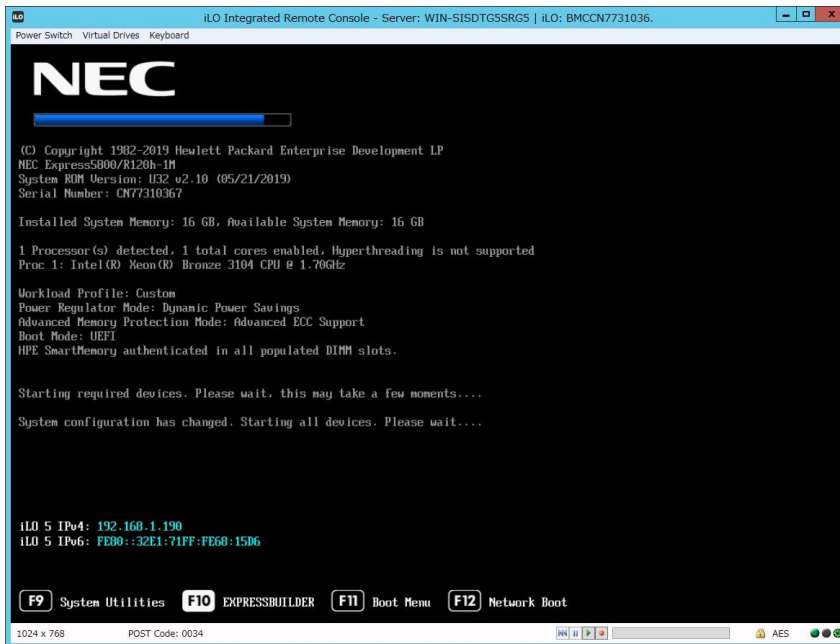 iLO
iLO Integrated Remote Console - Server: WIN-SISDTG5SRG5 | iLO: BMCCN7731036.
Power Switch Virtual Drives Keyboard
NEC
(C) Copyright 1982-2019 Hewlett Packard Enterprise Development LP
NEC Express5800/R120h-1M
System ROM Version: U32 v2.10 (05/21/2019)
Serial Number: CN77310367
Installed System Memory: 16 GB, Available System Memory: 16 GB
1 Processor(s) detected, 1 total cores enabled, Hyperthreading is not supported
Proc 1: Intel(R) Xeon(R) Bronze 3104 CPU @ 1.70GHz
Workload Profile: Custom
Power Regulator Mode: Dynamic Power Savings
Advanced Memory Protection Mode: Advanced ECC Support
Boot Mode: UEFI
HPE SmartMemory authenticated in all populated DIMM slots.
Starting required devices. Please wait, this may take a few moments....
System configuration has changed. Starting all devices. Please wait....
iLO 5 IPv4: 192.168.1.190
iLO 5 IPv6: FE80::32E1:71FF:FE68:15D6
F9 System Utilities F10 EXPRESSBUILDER F11 Boot Menu F12 Network Boot
1024 x 768 POST Code: 0034 AES